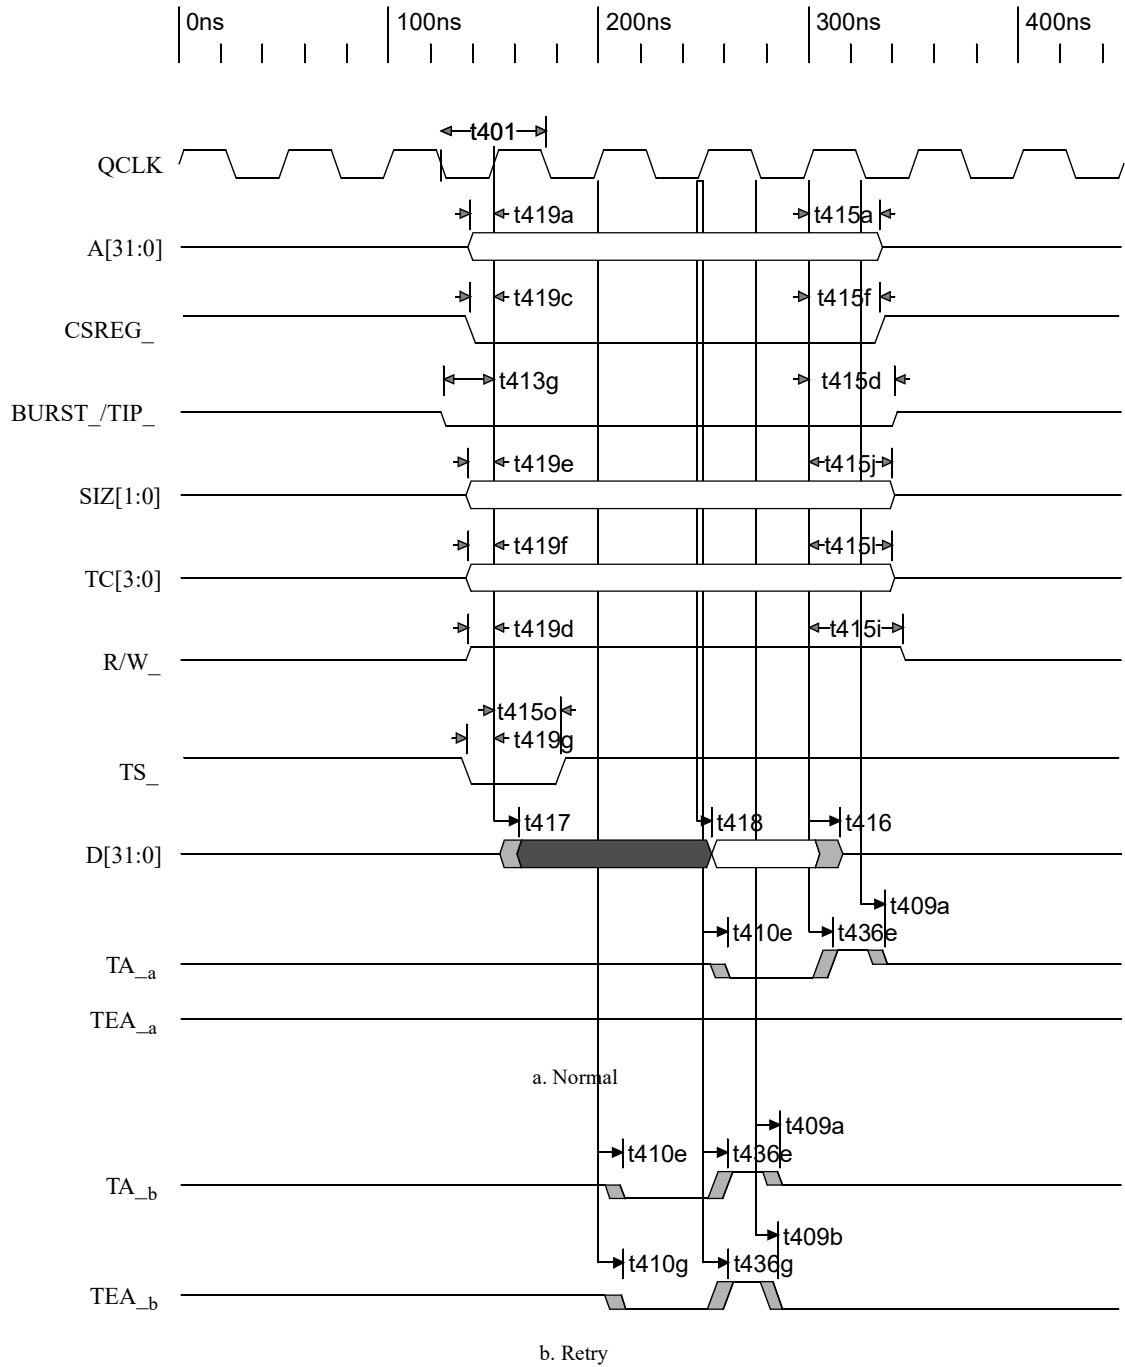 0ns 100ns 200ns 300ns 400ns
t401
QCLK
t419a t415a
A[31:0]
t419c t415f
CSREG_
t413g t415d
BURST_/TIP_
t419e t415j
SIZ[1:0]
t419f t415l
TC[3:0]
t419d t415i
R/W_
t415o
t419g
TS_
t417 t418 t416
D[31:0]
t409a
t410e t436e
TA_a
TEA_a
a. Normal
t409a
t410e t436e
TA_b
t409b
t410g t436g
TEA_b
b. Retry